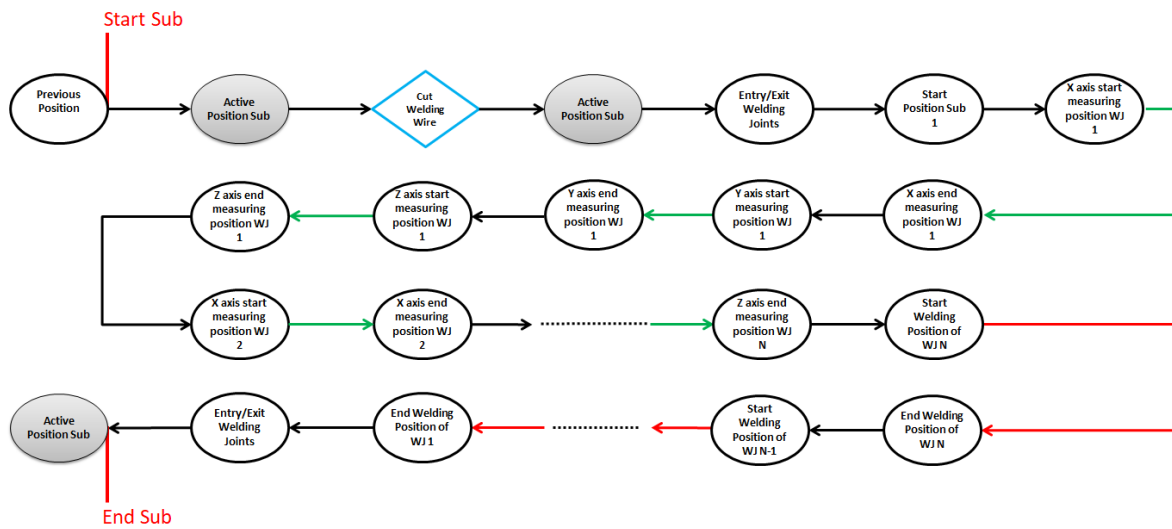 Start Sub
Previous
Position
Active
Position Sub
Cut
Welding
Wire
Active
Position Sub
Entry/Exit
Welding
Joints
Start
Position Sub
1
X axis start
measuring
position WJ
1
Z axis end
measuring
position WJ
1
Z axis start
measuring
position WJ
1
Y axis end
measuring
position WJ
1
Y axis start
measuring
position WJ
1
X axis end
measuring
position WJ
1
X axis start
measuring
position WJ
2
X axis end
measuring
position WJ
2
Z axis end
measuring
position WJ
N
Start
Welding
Position of
WJ N
Active
Position Sub
Entry/Exit
Welding
Joints
End Welding
Position of
WJ 1
Start
Welding
Position of
WJ N-1
End Welding
Position of
WJ N
End Sub